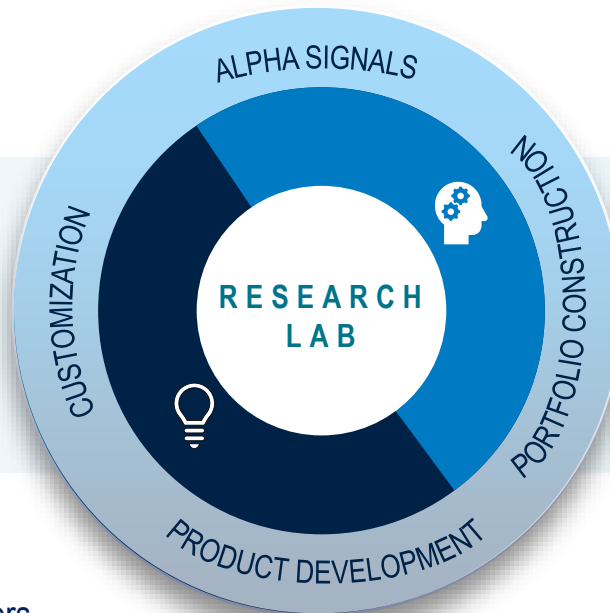 ALPHA SIGNALS
PORTFOLIO CONSTRUCTION
CUSTOMIZATION
RESEARCH
LAB
PRODUCT DEVELOPMENT